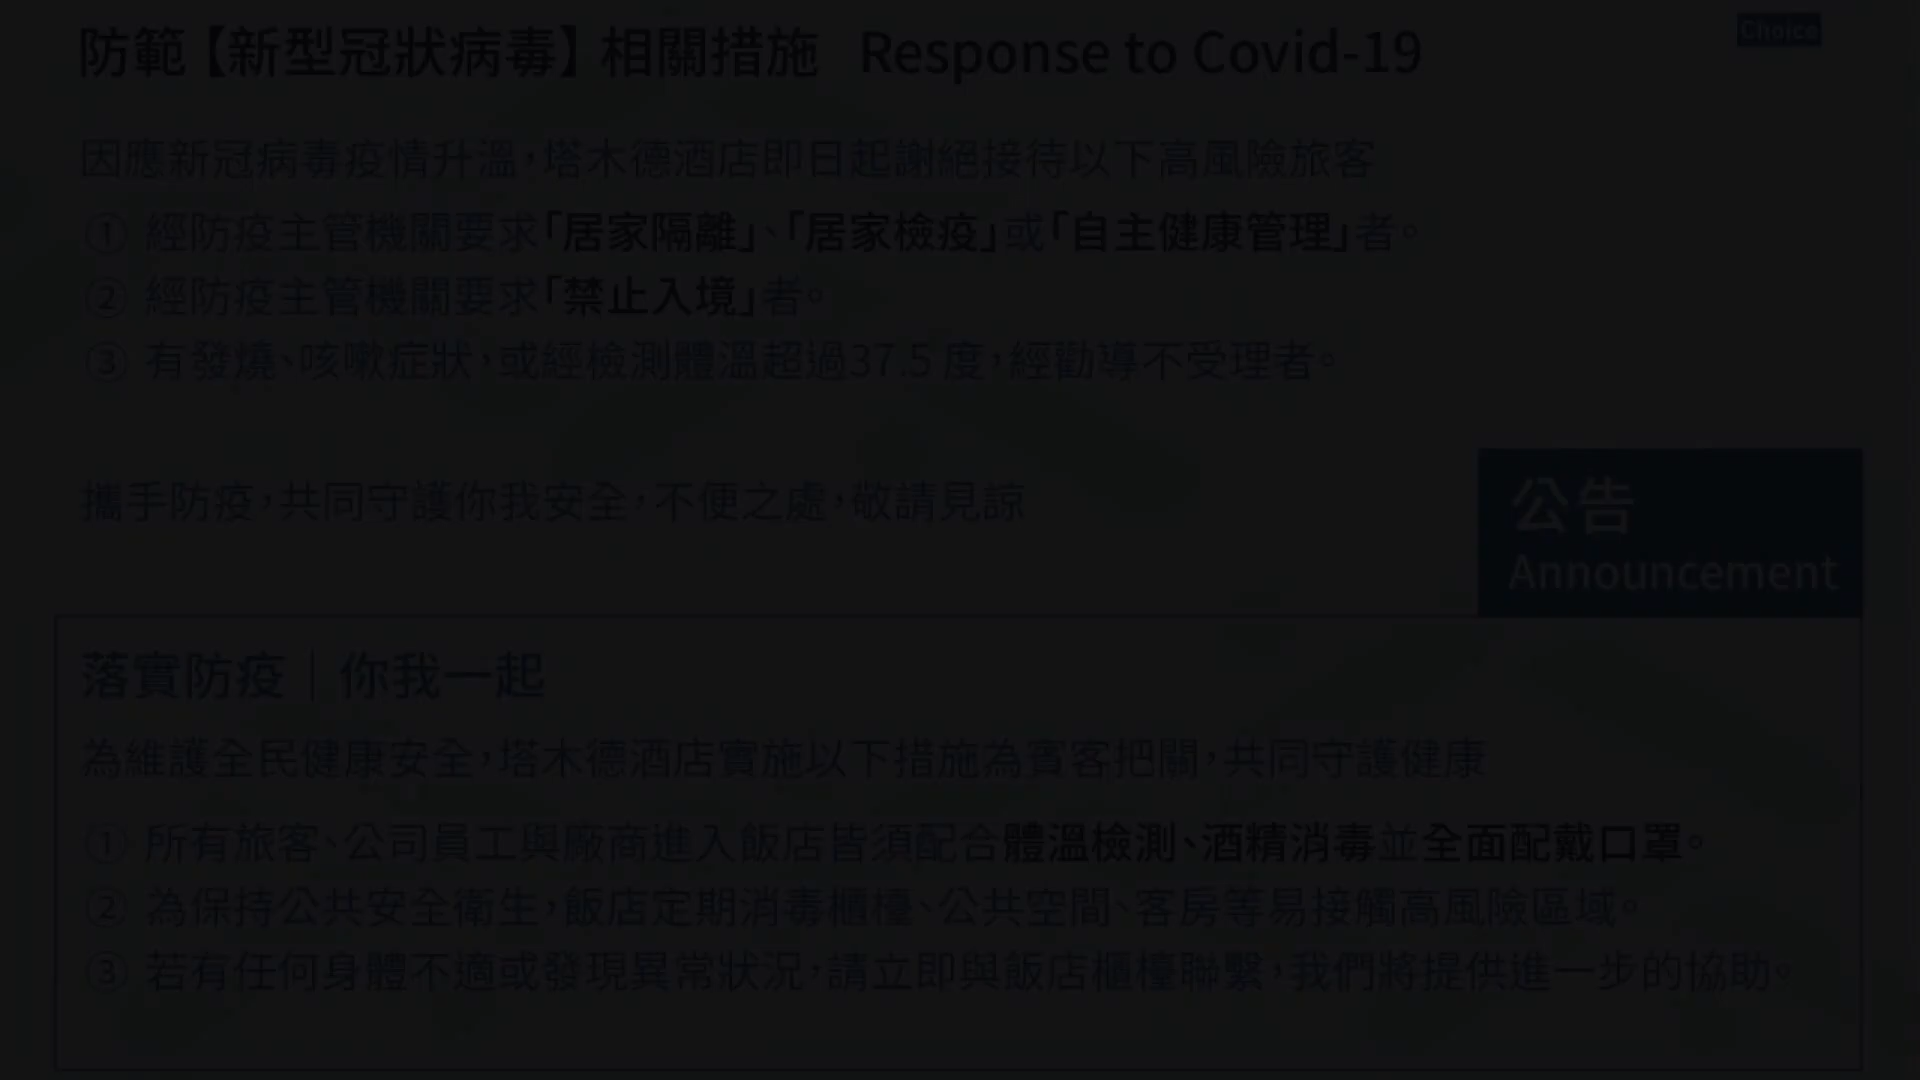 防範【新型冠狀病毒】相關措施 Response to Covid-19
Choice
因應新冠病毒疫情升溫，塔木德酒店即日起謝絕接待以下高風險旅客
① 經防疫主管機關要求「居家隔離」、「居家檢疫」或「自主健康管理」者。
② 經防疫主管機關要求「禁止入境」者。
③ 有發燒、咳嗽症狀，或經檢測體溫超過37.5 度，經勸導不受理者。
攜手防疫，共同守護你我安全，不便之處，敬請見諒
公告
Announcement
落實防疫｜你我一起
為維護全民健康安全，塔木德酒店實施以下措施為賓客把關，共同守護健康
① 所有旅客、公司員工與廠商進入飯店皆須配合體溫檢測、酒精消毒並全面配戴口罩。
② 為保持公共安全衛生，飯店定期消毒櫃檯、公共空間、客房等易接觸高風險區域。
③ 若有任何身體不適或發現異常狀況，請立即與飯店櫃檯聯繫，我們將提供進一步的協助。